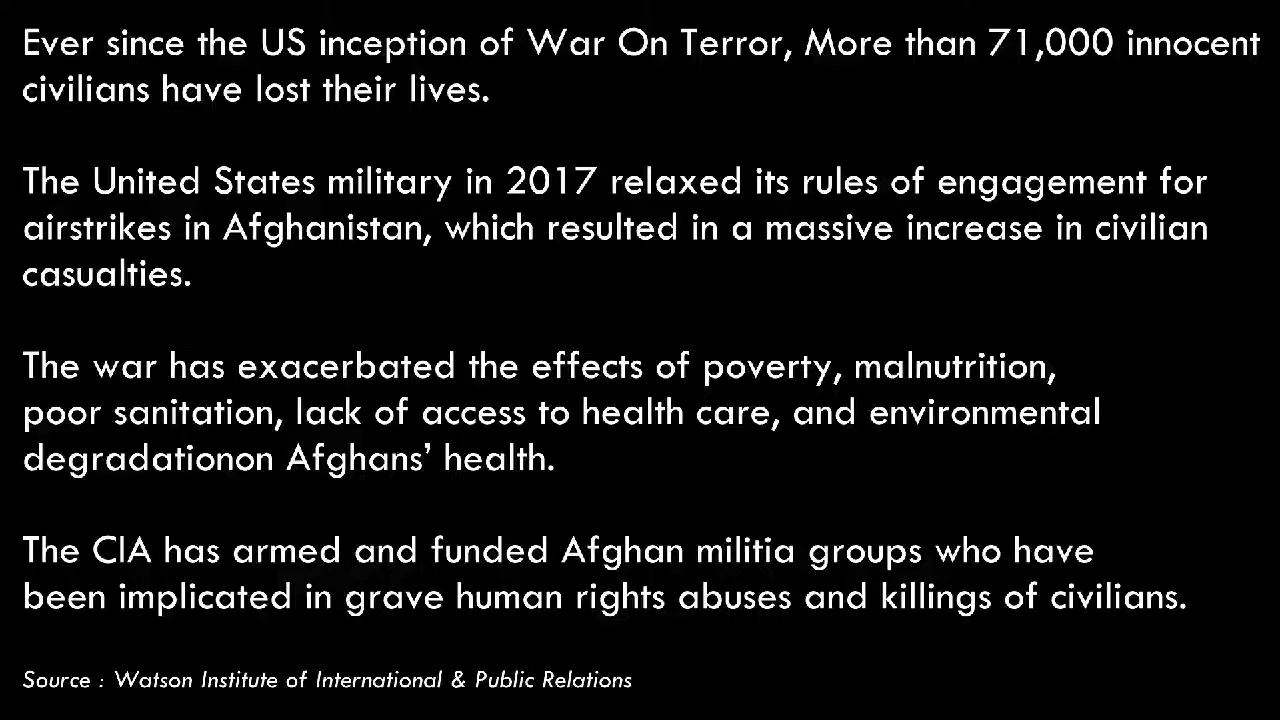 Ever since the US inception of War On Terror, More than 71,000 innocent
civilians have lost their lives.
The United States military in 2017 relaxed its rules of engagement for
airstrikes in Afghanistan, which resulted in a massive increase in civilian
casualties.
The war has exacerbated the effects of poverty, malnutrition,
poor sanitation, lack of access to health care, and environmental
degradationon Afghans’ health.
The CIA has armed and funded Afghan militia groups who have
been implicated in grave human rights abuses and killings of civilians.
Source : Watson Institute of International & Public Relations